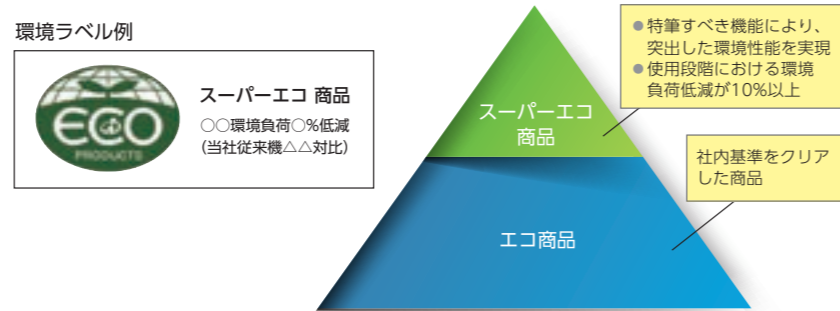 環境ラベル例
ECO
PRODUCTS
スーパーエコ 商品
○○環境負荷○%低減
(当社従来機△△対比)
スーパーエコ
商品
エコ商品
●特筆すべき機能により、
突出した環境性能を実現
●使用段階における環境
負荷低減が10%以上
社内基準をクリア
した商品